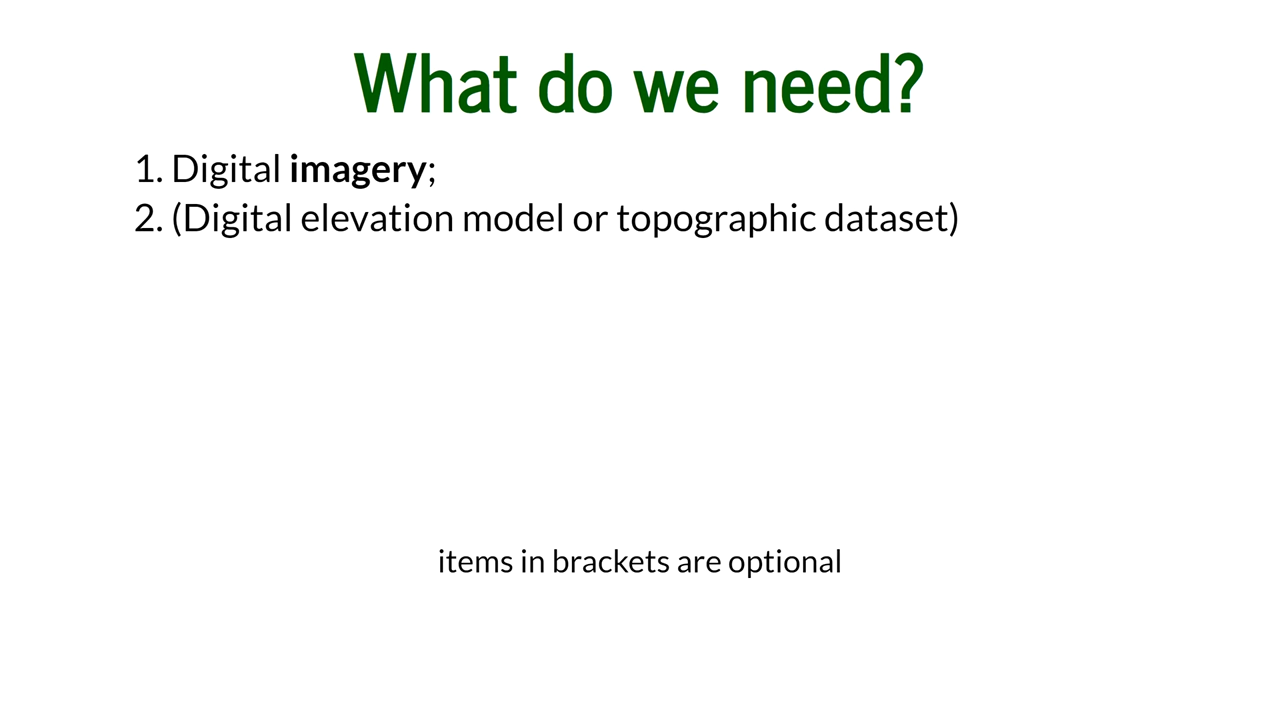 What do we need?
1. Digital imagery;
2. (Digital elevation model or topographic dataset)
items in brackets are optional